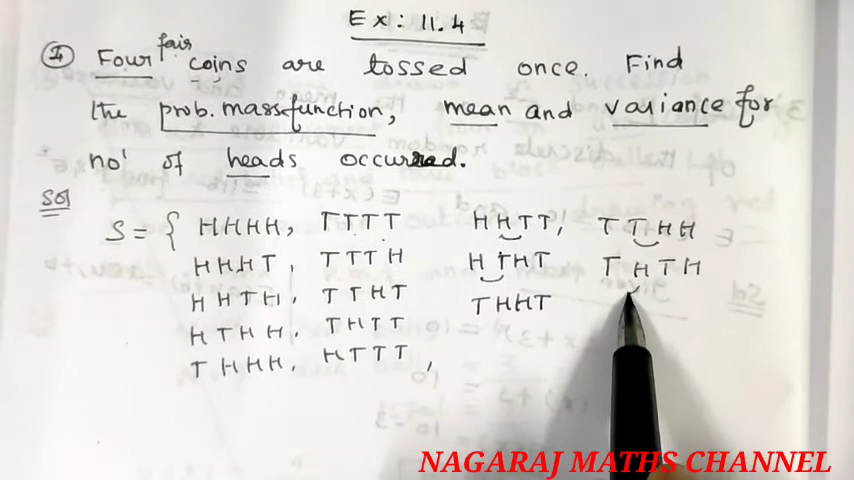 Ex: 11.4
4) Four fair coins are tossed once. Find
the prob. mass function, mean and variance for
no' of heads occurred.
Sol
S = { HHHH, TTTT HHTT, TTHH
HHHT, TTTH HTHT THTH
HHTH, TTHT THHT
HTHH, THTT
THHH, HTTT,
NAGARAJ MATHS CHANNEL